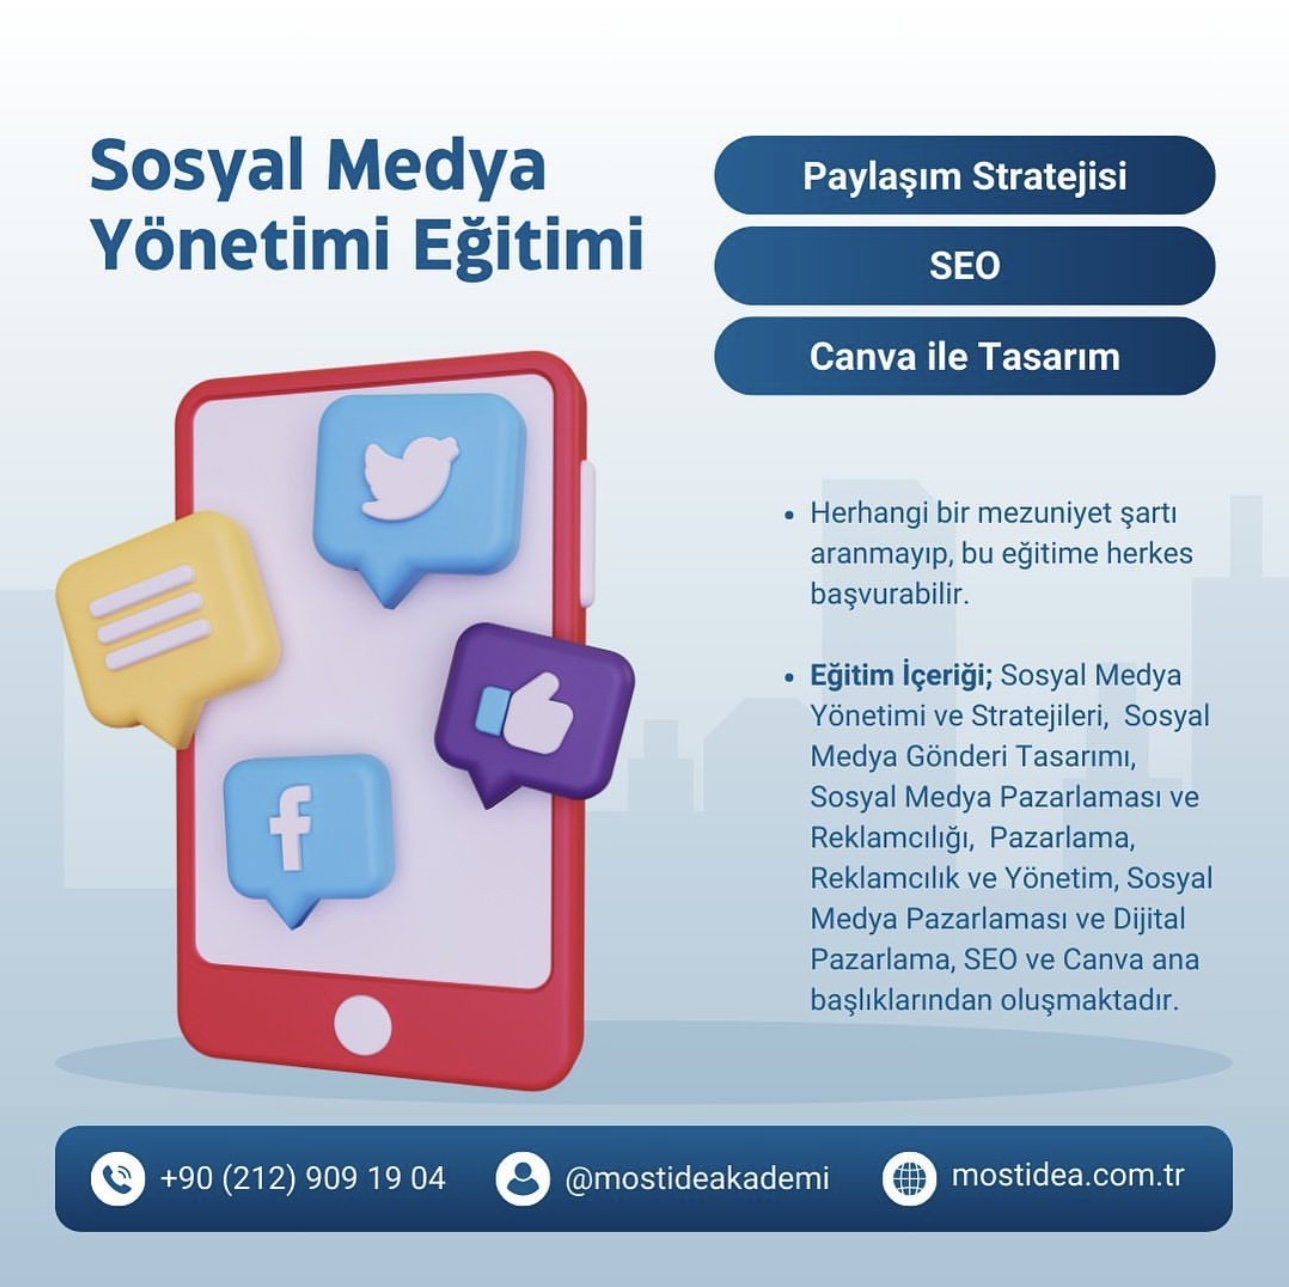 Sosyal Medya
Yönetimi Eğitimi
Paylaşım Stratejisi
SEO
Canva ile Tasarım
• Herhangi bir mezuniyet şartı
aranmayıp, bu eğitime herkes
başvurabilir.
• Eğitim İçeriği; Sosyal Medya
Yönetimi ve Stratejileri, Sosyal
Medya Gönderi Tasarımı,
Sosyal Medya Pazarlaması ve
Reklamcılığı, Pazarlama,
Reklamcılık ve Yönetim, Sosyal
Medya Pazarlaması ve Dijital
Pazarlama, SEO ve Canva ana
başlıklarından oluşmaktadır.
+90 (212) 909 19 04
@mostideakademi
mostidea.com.tr